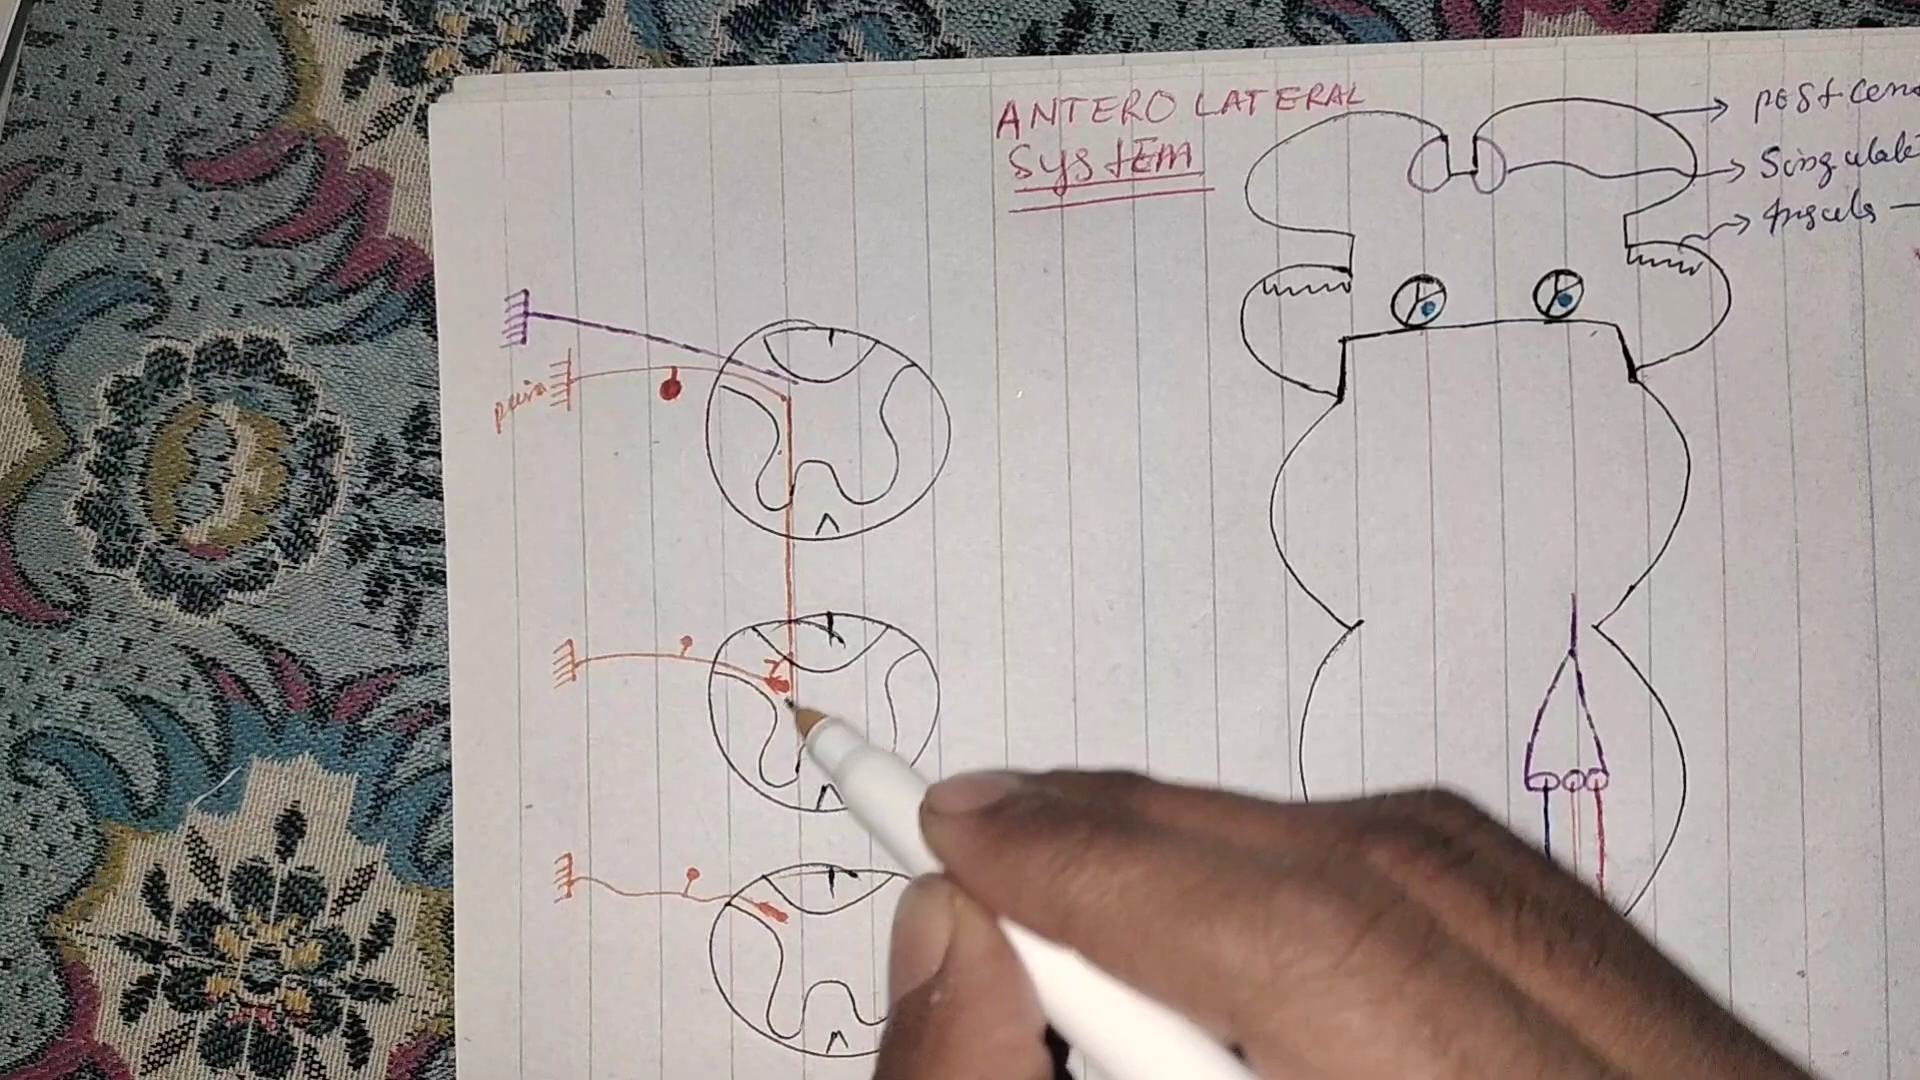 ANTERO LATERAL
SYSTEM
post cen
Singulate
Insula
pain